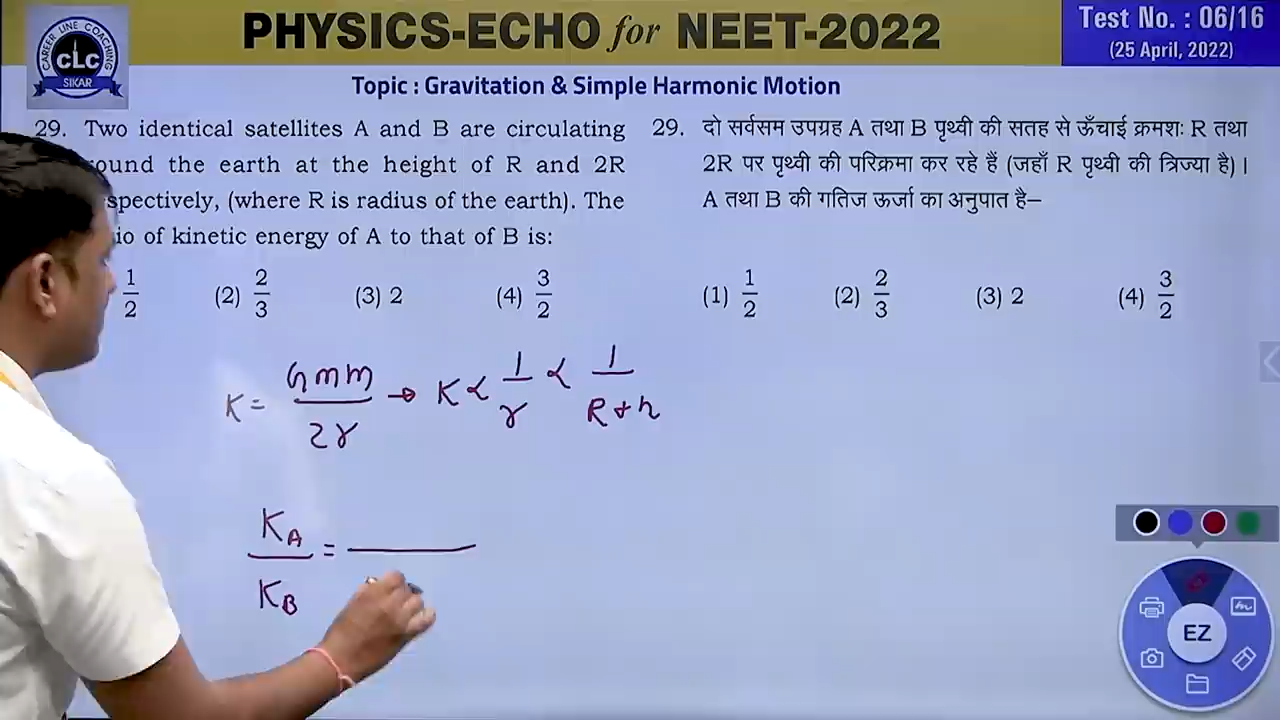 PHYSICS-ECHO for NEET-2022
Test No. : 06/16
(25 April, 2022)
CAREER LINE COACHING
CLC
SIKAR
Topic : Gravitation & Simple Harmonic Motion
29. Two identical satellites A and B are circulating
the earth at the height of R and 2R
(where R is radius of the earth). The
of kinetic energy of A to that of B is:
1/2 (2) 2/3 (3) 2 (4) 3/2
29. दो सर्वसम उपग्रह A तथा B पृथ्वी की सतह से ऊँचाई क्रमशः R तथा
2R पर पृथ्वी की परिक्रमा कर रहे हैं (जहाँ R पृथ्वी की त्रिज्या है)।
A तथा B की गतिज ऊर्जा का अनुपात है–
(1) 1/2 (2) 2/3 (3) 2 (4) 3/2
K = GMm/2r → K ∝ 1/r ∝ 1/R+h
K_A/K_B =
EZ